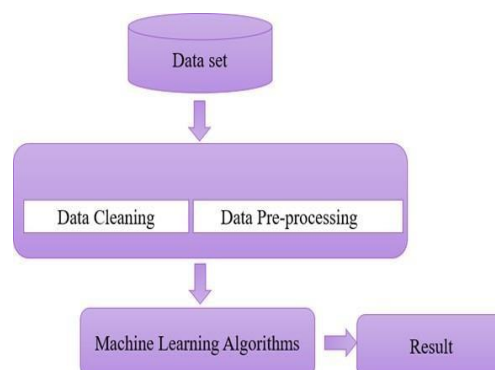 Data set
Data Cleaning
Data Pre-processing
Machine Learning Algorithms
Result